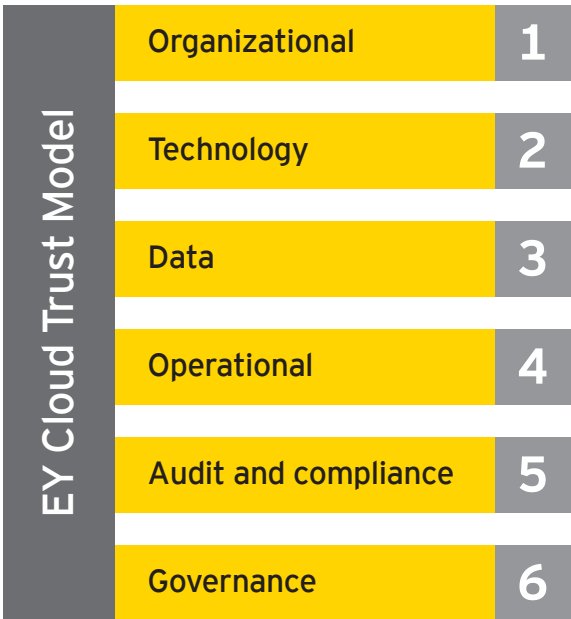 EY Cloud Trust Model
Organizational 1
Technology 2
Data 3
Operational 4
Audit and compliance 5
Governance 6